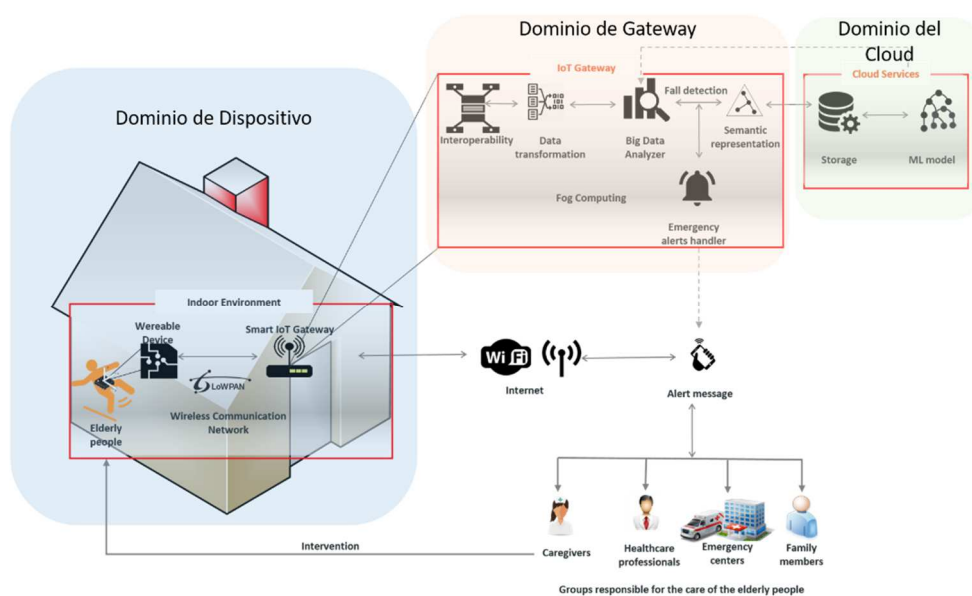 Dominio de Gateway
Dominio del
Cloud
Dominio de Dispositivo
IoT Gateway
Cloud Services
Fall detection
Interoperability
Data
transformation
Big Data
Analyzer
Semantic
representation
Storage
ML model
Fog Computing
Emergency
alerts handler
Indoor Environment
Wereable
Device
Smart IoT Gateway
LoWPAN
Wireless Communication
Network
Elderly
people
Wi Fi
Internet
Alert message
Intervention
Caregivers
Healthcare
professionals
Emergency
centers
Family
members
Groups responsible for the care of the elderly people